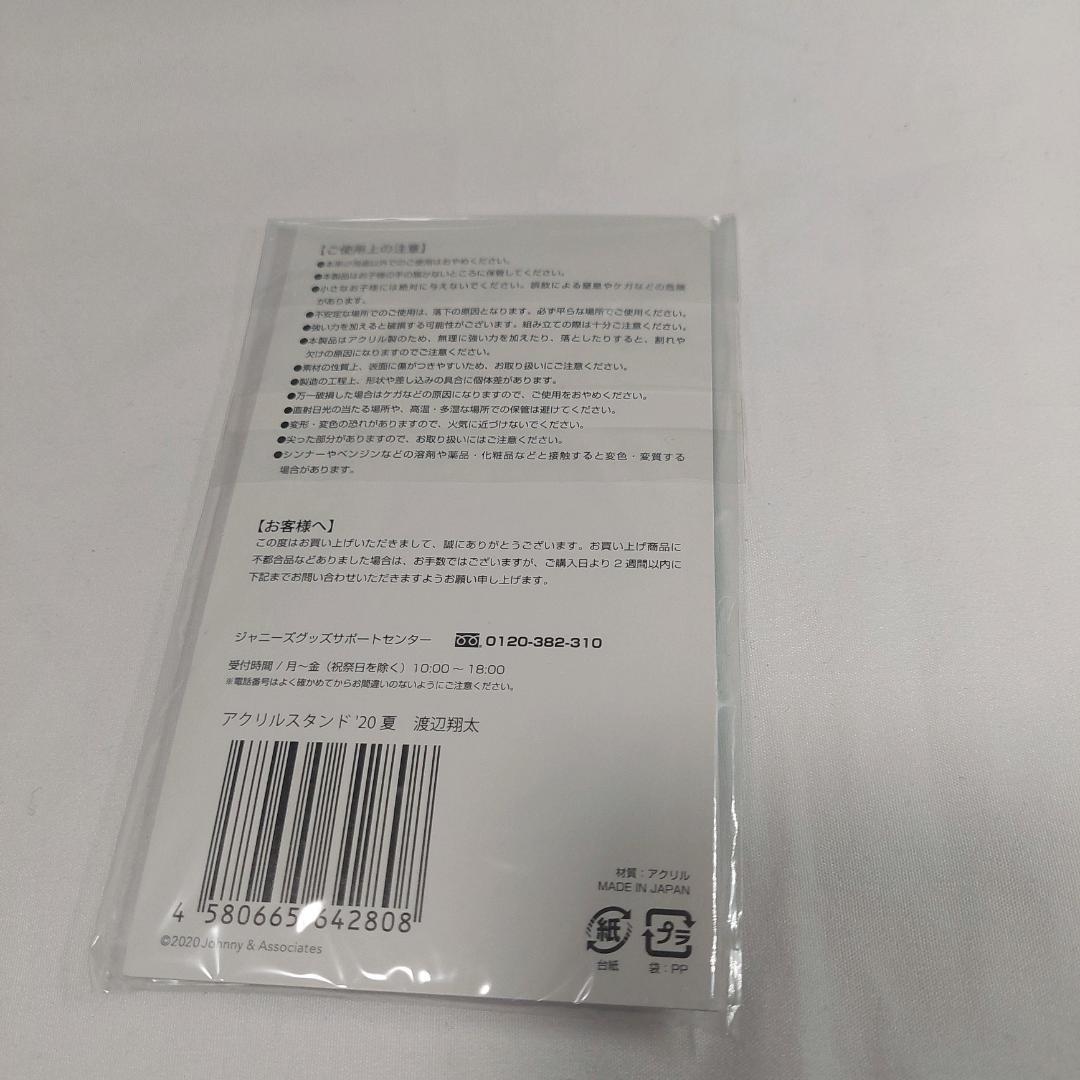 【ご使用上の注意】
●本来の用途以外でのご使用はおやめください。
●本製品はお子様の手の届かないところに保管してください。
●小さなお子様には絶対に与えないでください。誤飲による窒息やケガなどの危険
があります。
●不安定な場所でのご使用は、落下の原因となります。必ず平らな場所でご使用ください。
●強い力を加えると破損する可能性がございます。組み立ての際は十分ご注意ください。
●本製品はアクリル製のため、無理に強い力を加えたり、落としたりすると、割れや
欠けの原因になりますのでご注意ください。
●素材の性質上、表面に傷がつきやすいため、お取り扱いにご注意ください。
●製造の工程上、形状や差し込みの具合に個体差があります。
●万一破損した場合はケガなどの原因になりますので、ご使用をおやめください。
●直射日光の当たる場所や、高温・多湿な場所での保管は避けてください。
●変形・変色の恐れがありますので、火気に近づけないでください。
●尖った部分がありますので、お取り扱いにはご注意ください。
●シンナーやベンジンなどの溶剤や薬品・化粧品などと接触すると変色・変質する
場合があります。
【お客様へ】
この度はお買い上げいただきまして、誠にありがとうございます。お買い上げ商品に
不都合品などありました場合は、お手数ではございますが、ご購入日より2週間以内に
下記までお問い合わせいただきますようお願い申し上げます。
ジャニーズグッズサポートセンター 0120-382-310
受付時間 / 月〜金（祝祭日を除く）10:00 〜 18:00
※電話番号はよく確かめてからお間違いのないようにご注意ください。
アクリルスタンド '20 夏 渡辺翔太
4 580665 642808
©2020 Johnny & Associates
材質：アクリル
MADE IN JAPAN
紙 プラ
台紙 袋：PP